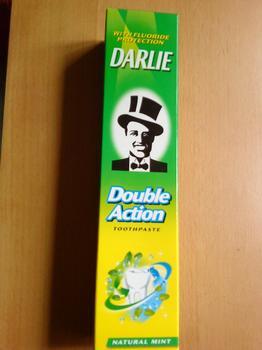 WITH FLUORIDE
PROTECTION
DARLIE
Double
Action
TOOTHPASTE
NATURAL MINT